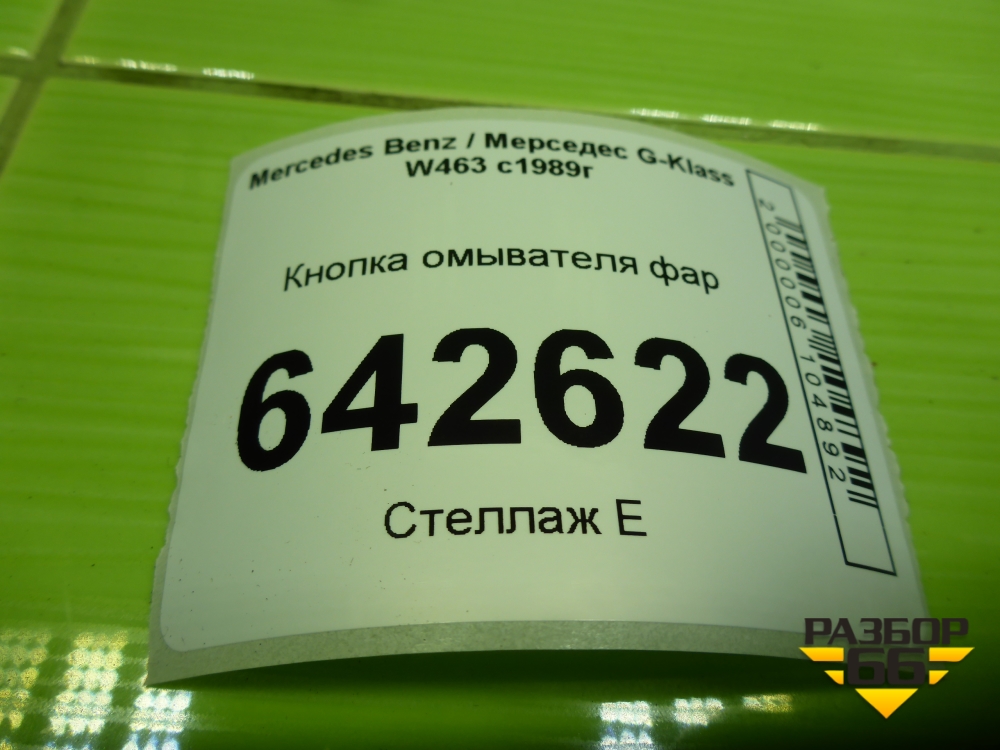 Mercedes Benz / Мерседес G-Klass
W463 с1989г
Кнопка омывателя фар
642622
Стеллаж Е
2000006104892
РАЗБОР
66